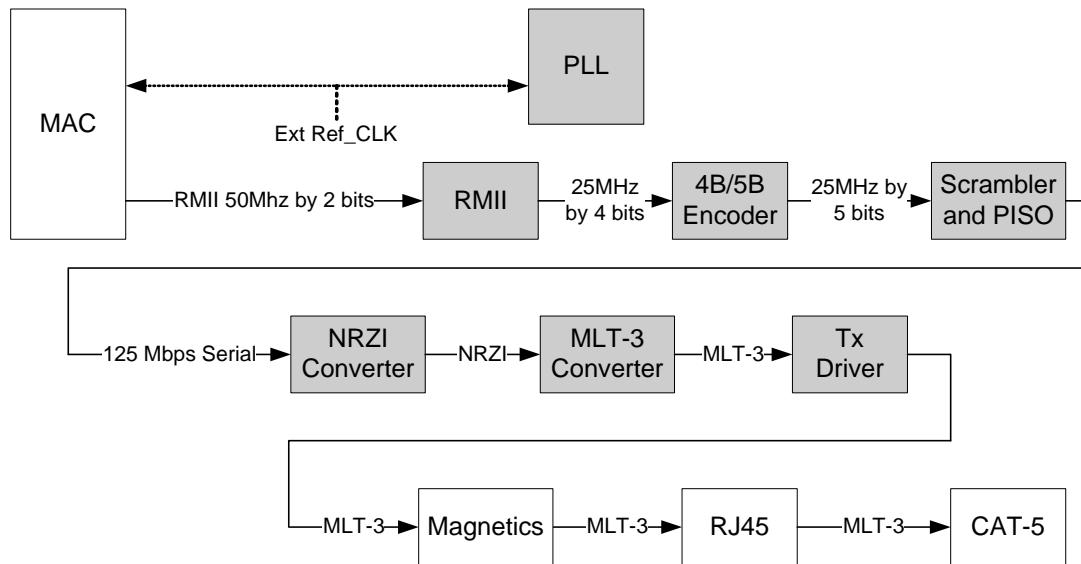 MAC
PLL
Ext Ref_CLK
RMII 50Mhz by 2 bits
RMII
25MHz
by 4 bits
4B/5B
Encoder
25MHz by
5 bits
Scrambler
and PISO
125 Mbps Serial
NRZI
Converter
NRZI
MLT-3
Converter
MLT-3
Tx
Driver
MLT-3
Magnetics
MLT-3
RJ45
MLT-3
CAT-5